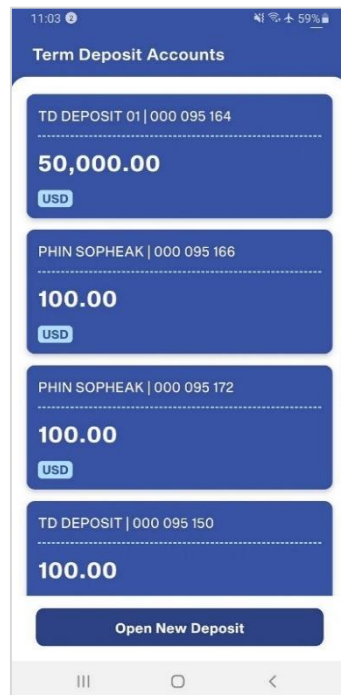 11:03 2 59%
Term Deposit Accounts
TD DEPOSIT 01 | 000 095 164
50,000.00
USD
PHIN SOPHEAK | 000 095 166
100.00
USD
PHIN SOPHEAK | 000 095 172
100.00
USD
TD DEPOSIT | 000 095 150
100.00
Open New Deposit